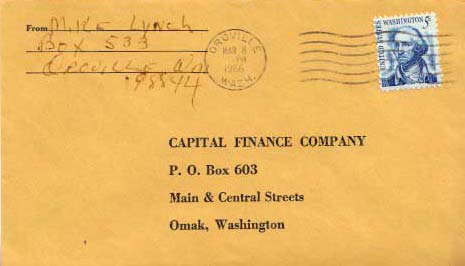 From Mike Lynch
Box 533
Oroville Wa
98844
OROVILLE
MAR 8
PM
1966
WASH.
UNITED STATES
WASHINGTON 5c
CAPITAL FINANCE COMPANY
P. O. Box 603
Main & Central Streets
Omak, Washington